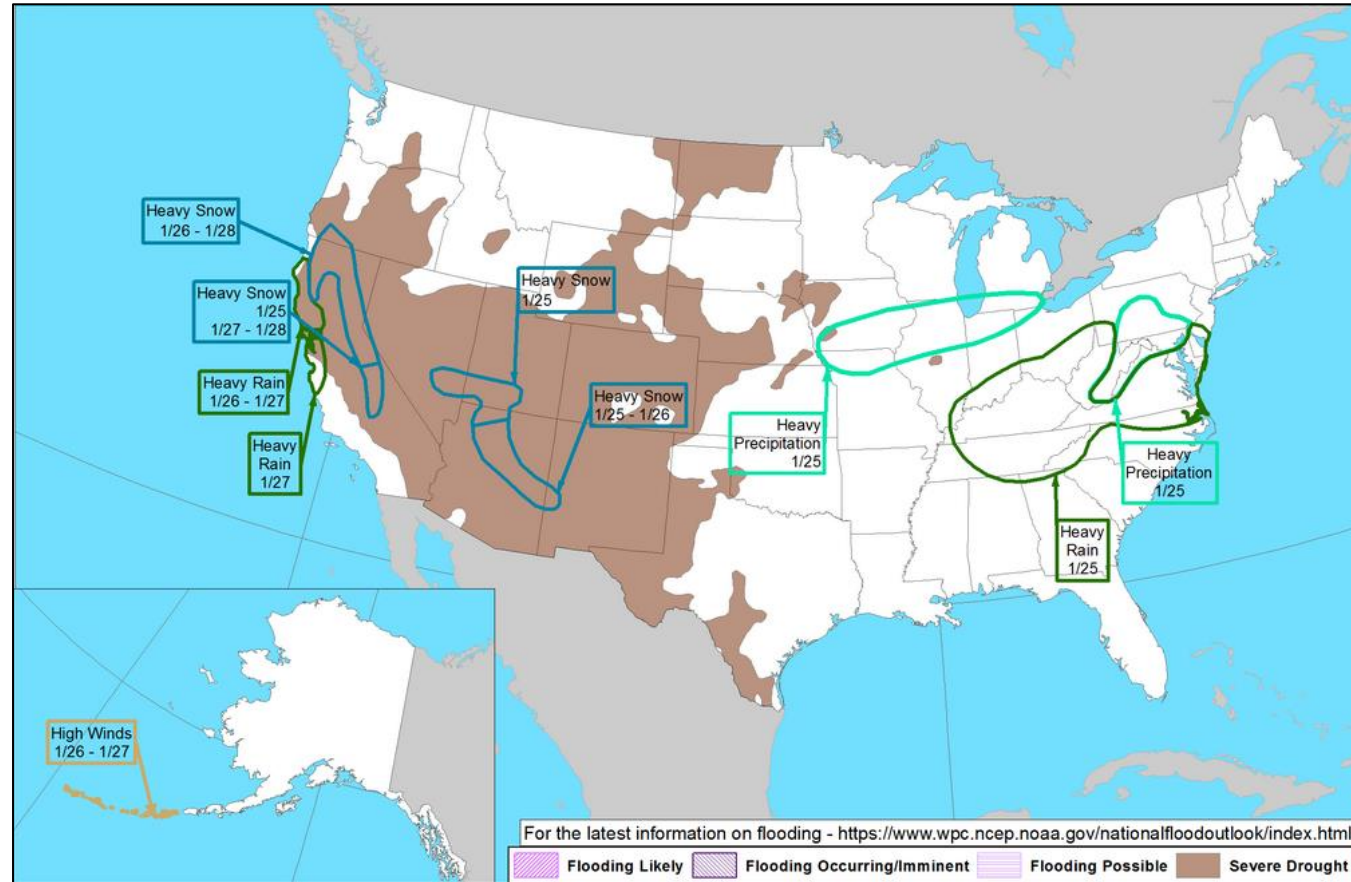 Heavy Snow
1/26 - 1/28
Heavy Snow
1/25
1/27 - 1/28
Heavy Rain
1/26 - 1/27
Heavy
Rain
1/27
Heavy Snow
1/25
Heavy Snow
1/25 - 1/26
Heavy
Precipitation
1/25
Heavy
Precipitation
1/25
Heavy
Rain
1/25
High Winds
1/26 - 1/27
For the latest information on flooding - https://www.wpc.ncep.noaa.gov/nationalfloodoutlook/index.html
Flooding Likely Flooding Occurring/Imminent Flooding Possible Severe Drought